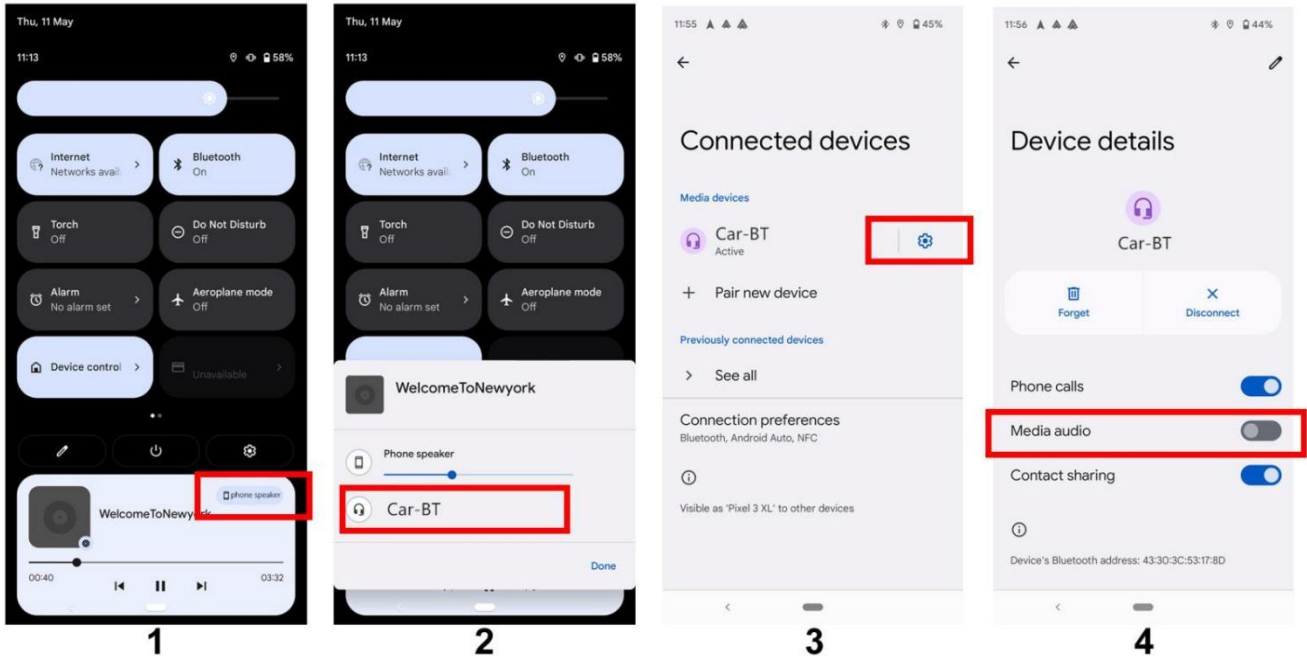 Thu, 11 May
11:13
58%
Internet
Networks avail
Bluetooth
On
Torch
Off
Do Not Disturb
Off
Alarm
No alarm set
Aeroplane mode
Off
Device control
Unavailable
phone speaker
WelcomeToNewyork
00:40
03:32
1
Thu, 11 May
11:13
58%
Internet
Networks avail
Bluetooth
On
Torch
Off
Do Not Disturb
Off
Alarm
No alarm set
Aeroplane mode
Off
WelcomeToNewyork
Phone speaker
Car-BT
Done
2
11:55
45%
Connected devices
Media devices
Car-BT
Active
+ Pair new device
Previously connected devices
See all
Connection preferences
Bluetooth, Android Auto, NFC
Visible as 'Pixel 3 XL' to other devices
3
11:56
44%
Device details
Car-BT
Forget
Disconnect
Phone calls
Media audio
Contact sharing
Device's Bluetooth address: 43:30:3C:53:17:8D
4